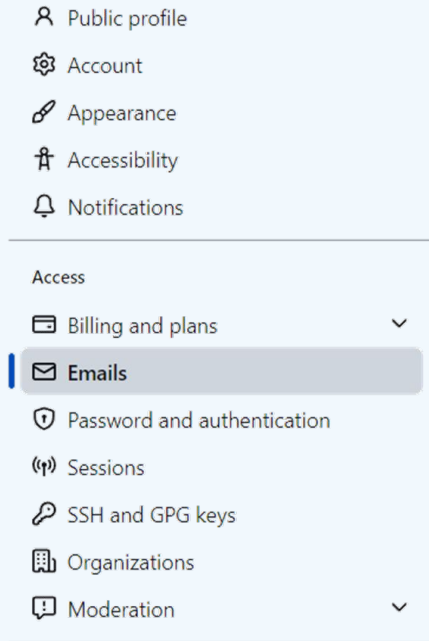 Public profile
Account
Appearance
Accessibility
Notifications
Access
Billing and plans
Emails
Password and authentication
Sessions
SSH and GPG keys
Organizations
Moderation